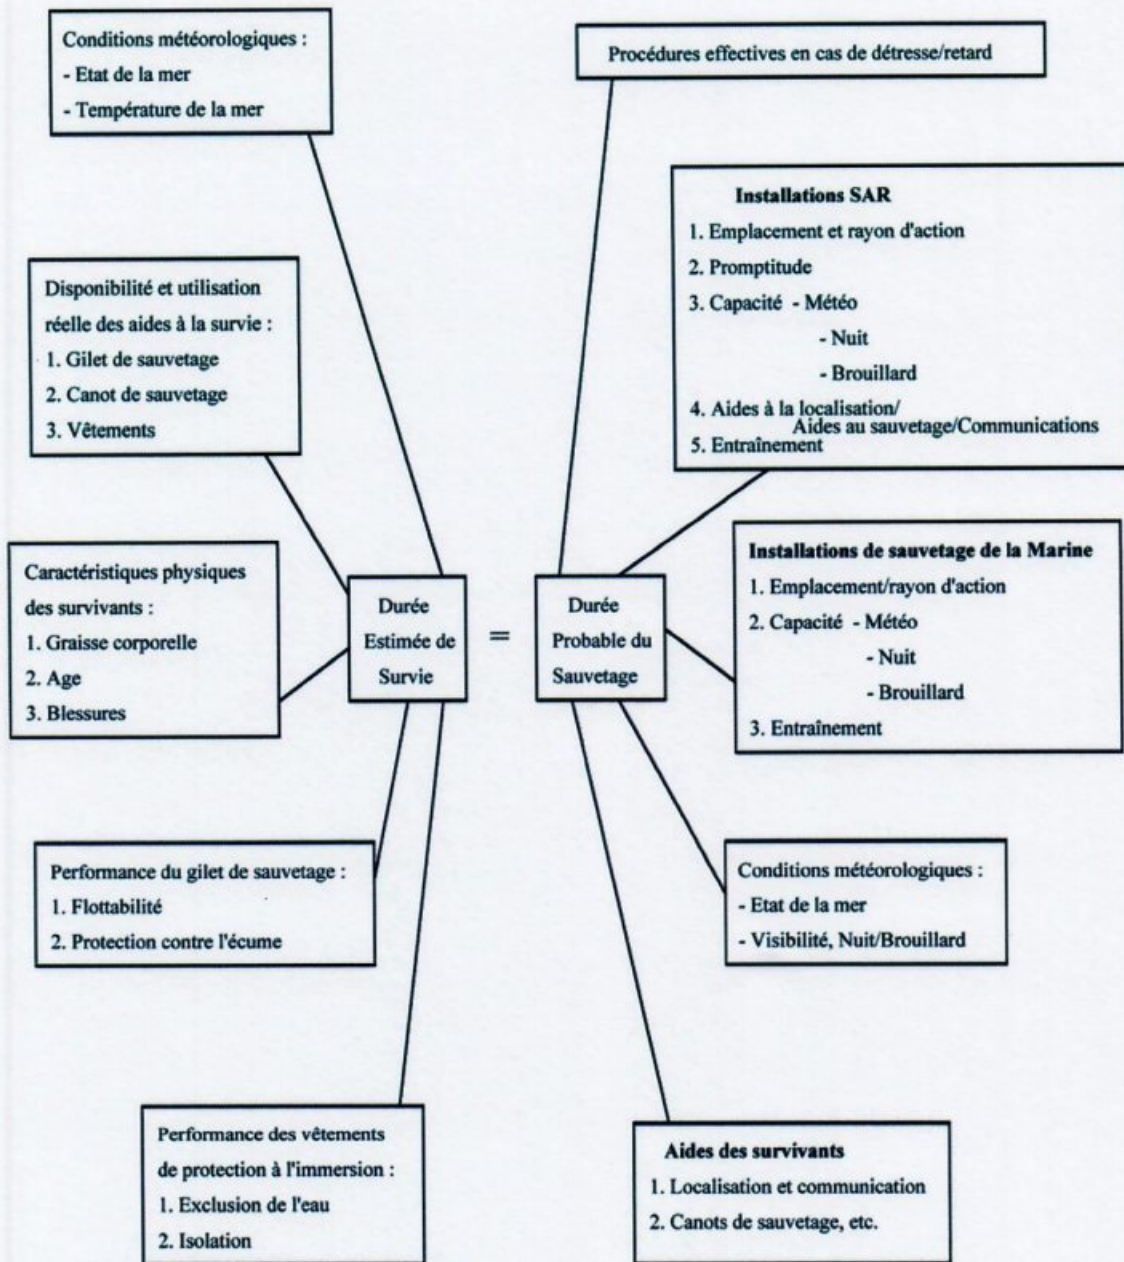 Conditions météorologiques :
- Etat de la mer
- Température de la mer
Procédures effectives en cas de détresse/retard
Installations SAR
1. Emplacement et rayon d'action
2. Promptitude
3. Capacité - Météo
- Nuit
- Brouillard
4. Aides à la localisation/
Aides au sauvetage/Communications
5. Entraînement
Disponibilité et utilisation
réelle des aides à la survie :
1. Gilet de sauvetage
2. Canot de sauvetage
3. Vêtements
Caractéristiques physiques
des survivants :
1. Graisse corporelle
2. Age
3. Blessures
Durée
Estimée de
Survie
=
Durée
Probable du
Sauvetage
Installations de sauvetage de la Marine
1. Emplacement/rayon d'action
2. Capacité - Météo
- Nuit
- Brouillard
3. Entraînement
Performance du gilet de sauvetage :
1. Flottabilité
2. Protection contre l'écume
Conditions météorologiques :
- Etat de la mer
- Visibilité, Nuit/Brouillard
Performance des vêtements
de protection à l'immersion :
1. Exclusion de l'eau
2. Isolation
Aides des survivants
1. Localisation et communication
2. Canots de sauvetage, etc.